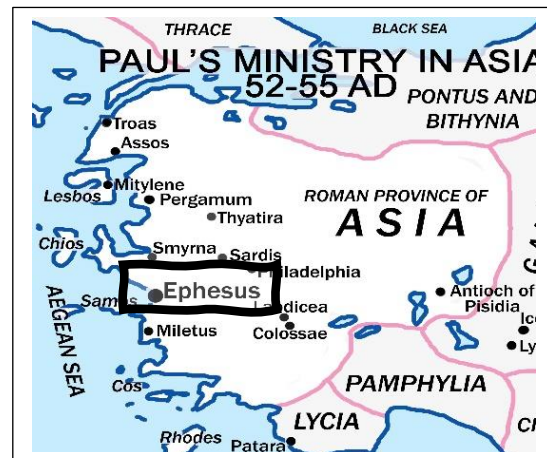 THRACE
BLACK SEA
PAUL'S MINISTRY IN ASIA
52-55 AD
PONTUS AND
BITHYNIA
Troas
Assos
Mitylene
Lesbos
Pergamum
Thyatira
ROMAN PROVINCE OF
ASIA
Chios
Smyrna
Sardis
Philadelphia
Ephesus
AEGEAN SEA
Laodicea
Colossae
Antioch of
Pisidia
Miletus
Cos
PAMPHYLIA
LYCIA
Rhodes
Patara